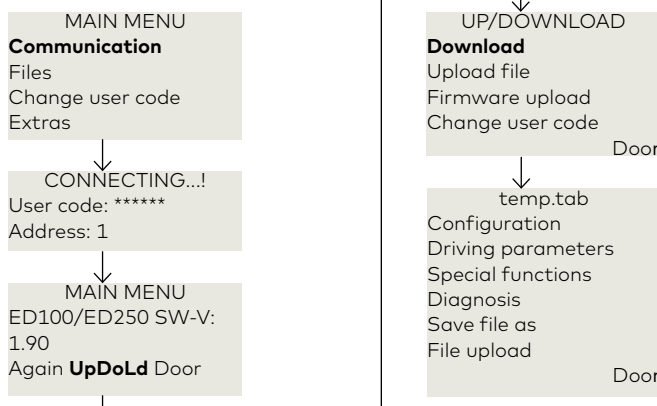 MAIN MENU
Communication
Files
Change user code
Extras
CONNECTING...!
User code: ******
Address: 1
MAIN MENU
ED100/ED250 SW-V:
1.90
Again UpDoLd Door
UP/DOWNLOAD
Download
Upload file
Firmware upload
Change user code
Door
temp.tab
Configuration
Driving parameters
Special functions
Diagnosis
Save file as
File upload
Door